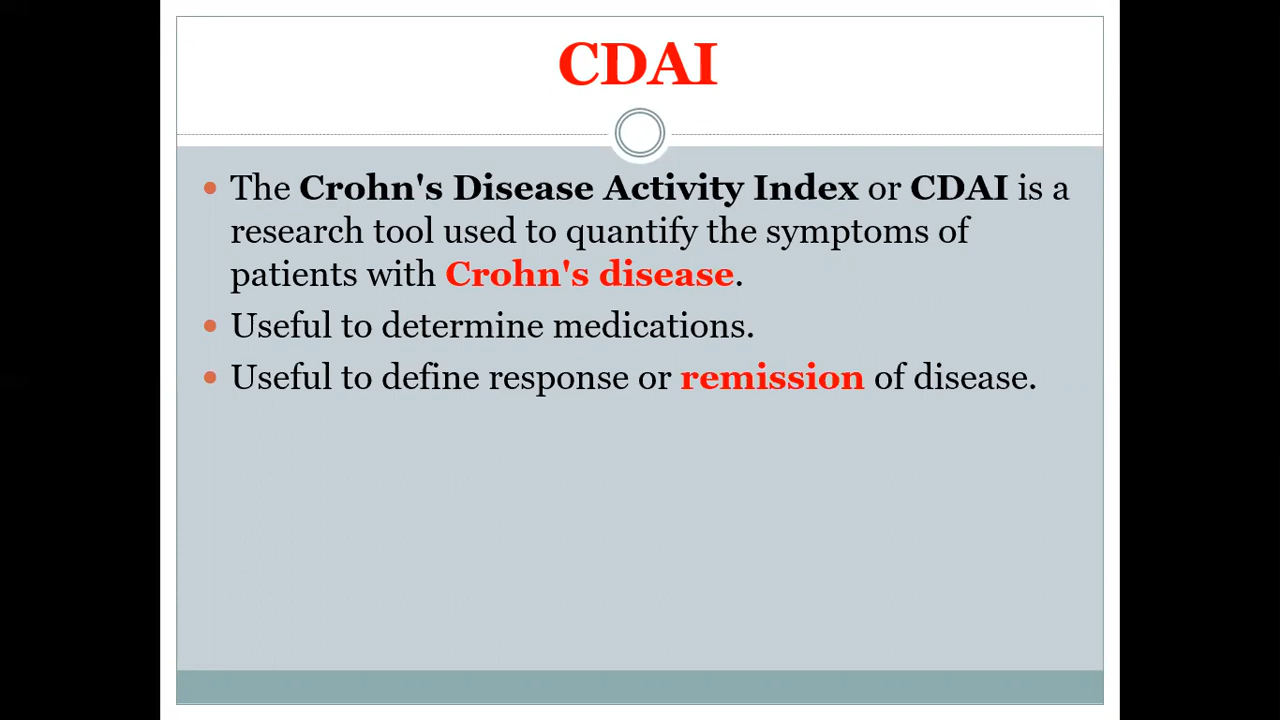 CDAI
The Crohn's Disease Activity Index or CDAI is a
research tool used to quantify the symptoms of
patients with Crohn's disease.
Useful to determine medications.
Useful to define response or remission of disease.